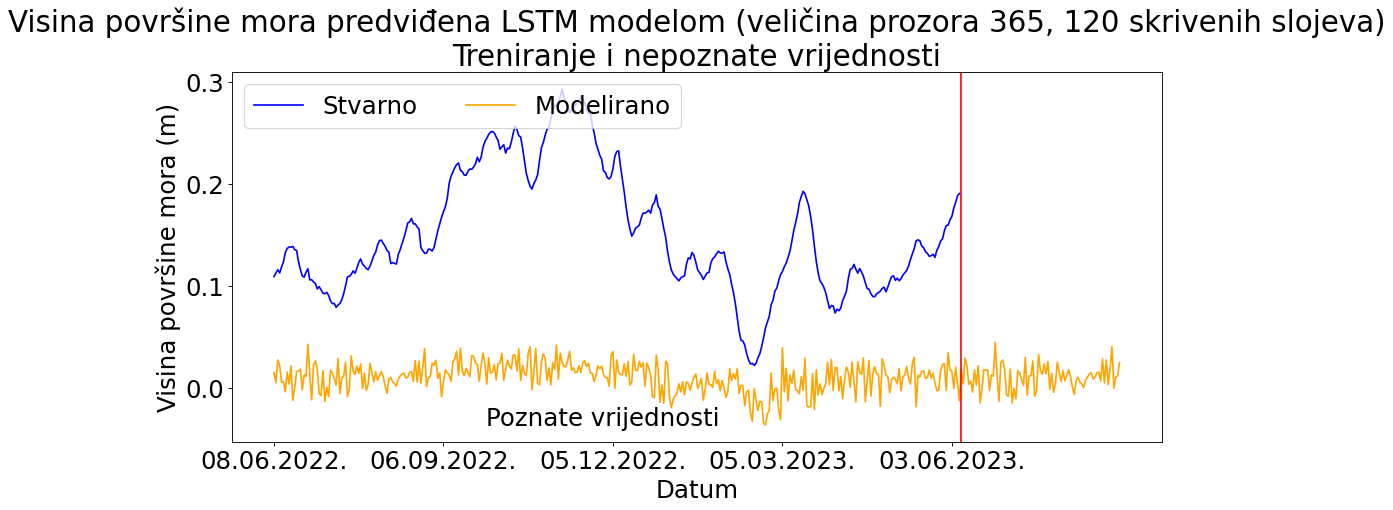 Visina površine mora predviđena LSTM modelom (veličina prozora 365, 120 skrivenih slojeva)
Treniranje i nepoznate vrijednosti
Stvarno
Modelirano
Visina površine mora (m)
0.3
0.2
0.1
0.0
Poznate vrijednosti
08.06.2022.
06.09.2022.
05.12.2022.
05.03.2023.
03.06.2023.
Datum